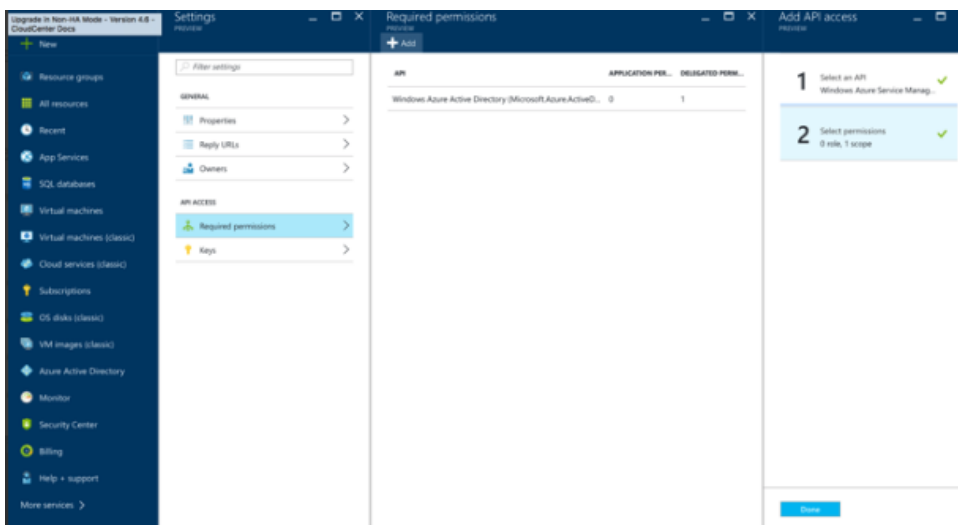 Upgrade in Non-HA Mode - Version 4.8 -
CloudCenter Docs
New
Resource groups
All resources
Recent
App Services
SQL databases
Virtual machines
Virtual machines (classic)
Cloud services (classic)
Subscriptions
OS disks (classic)
VM images (classic)
Azure Active Directory
Monitor
Security Center
Billing
Help + support
More services
Settings
PREVIEW
Filter settings
GENERAL
Properties
Reply URLs
Owners
API ACCESS
Required permissions
Keys
Required permissions
PREVIEW
Add
API APPLICATION PER... DELEGATED PERM...
Windows Azure Active Directory (Microsoft.Azure.ActiveD... 0 1
Add API access
PREVIEW
1 Select an API
Windows Azure Service Manag...
2 Select permissions
0 role, 1 scope
Done